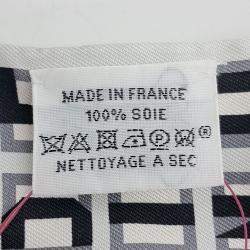 MADE IN FRANCE
100% SOIE
®
NETTOYAGE A SEC